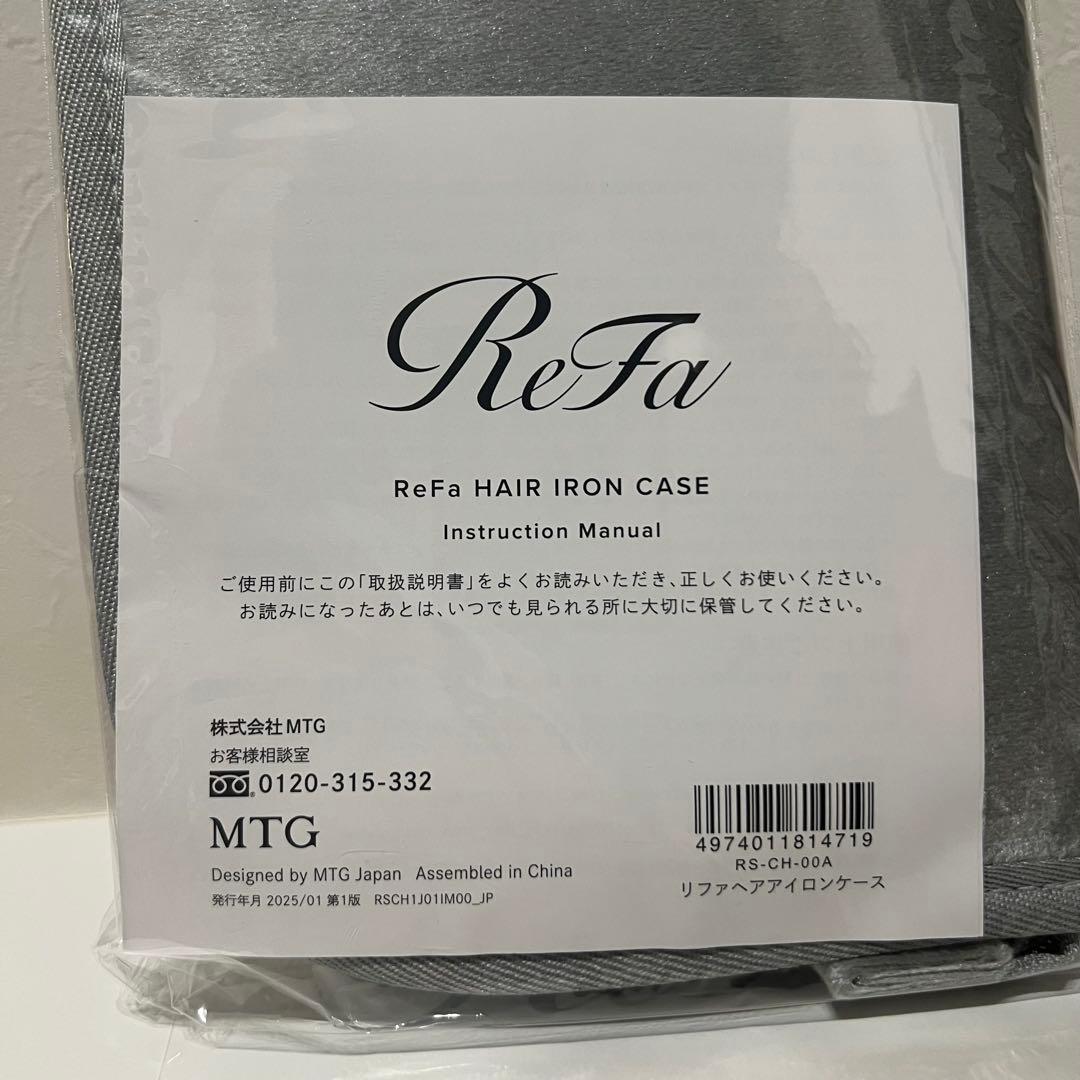 ReFa
ReFa HAIR IRON CASE
Instruction Manual
ご使用前にこの「取扱説明書」をよくお読みいただき、正しくお使いください。
お読みになったあとは、いつでも見られる所に大切に保管してください。
株式会社MTG
お客様相談室
0120-315-332
MTG
Designed by MTG Japan Assembled in China
発行年月 2025/01 第1版 RSCH1J01IM00_JP
4974011814719
RS-CH-00A
リファヘアアイロンケース